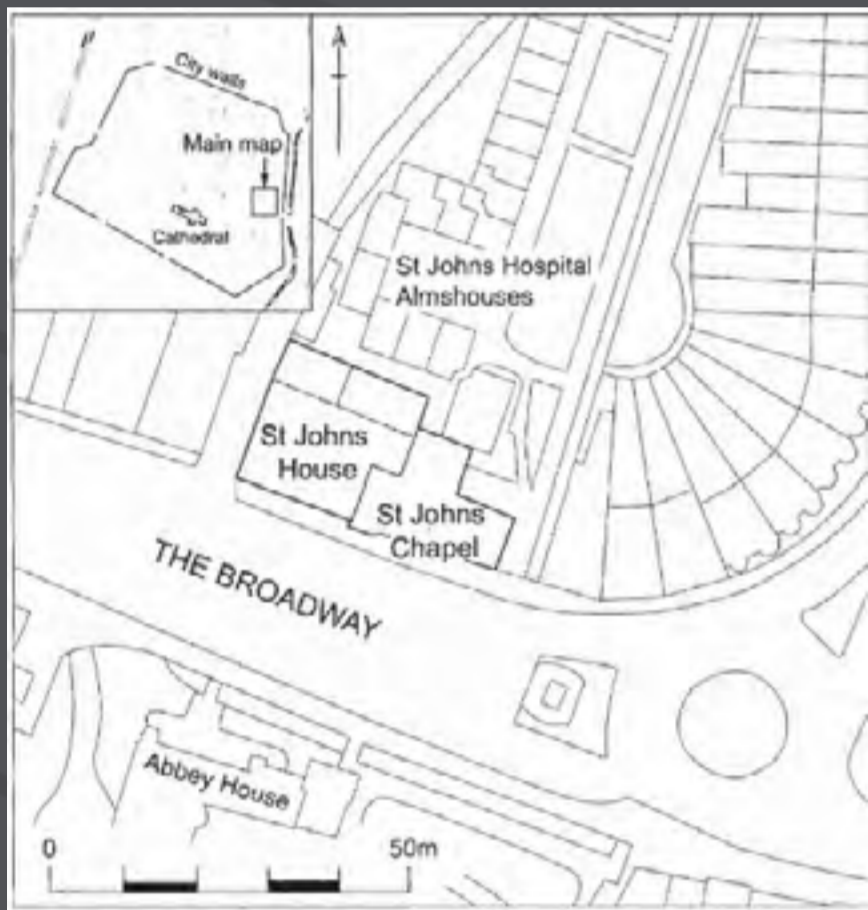 City walls
Main map
Cathedral
St Johns Hospital
Almshouses
St Johns
House
St Johns
Chapel
THE BROADWAY
Abbey House
0 50m